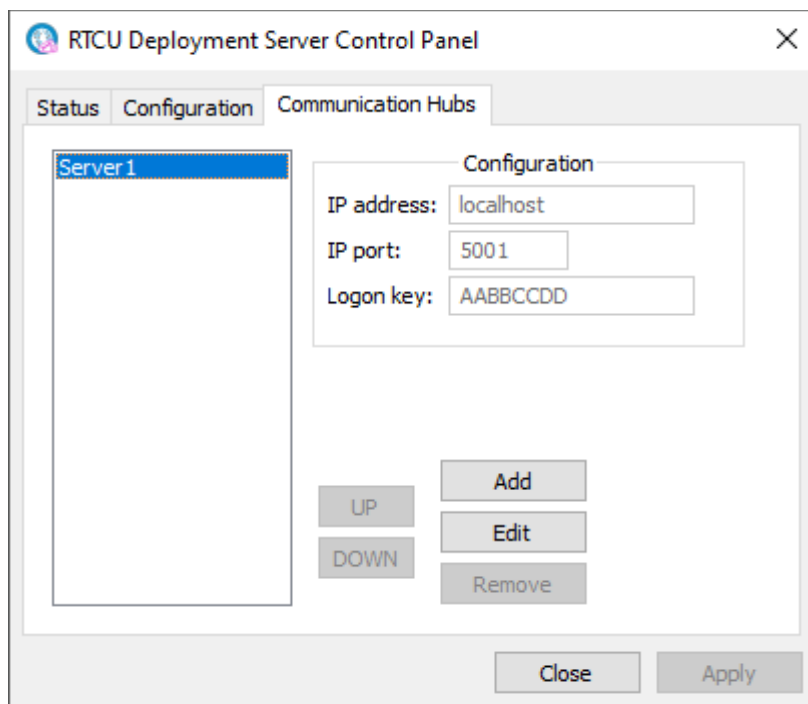 RTCU Deployment Server Control Panel
Status Configuration Communication Hubs
Server1
Configuration
IP address: localhost
IP port: 5001
Logon key: AABBCCDD
UP
DOWN
Add
Edit
Remove
Close Apply